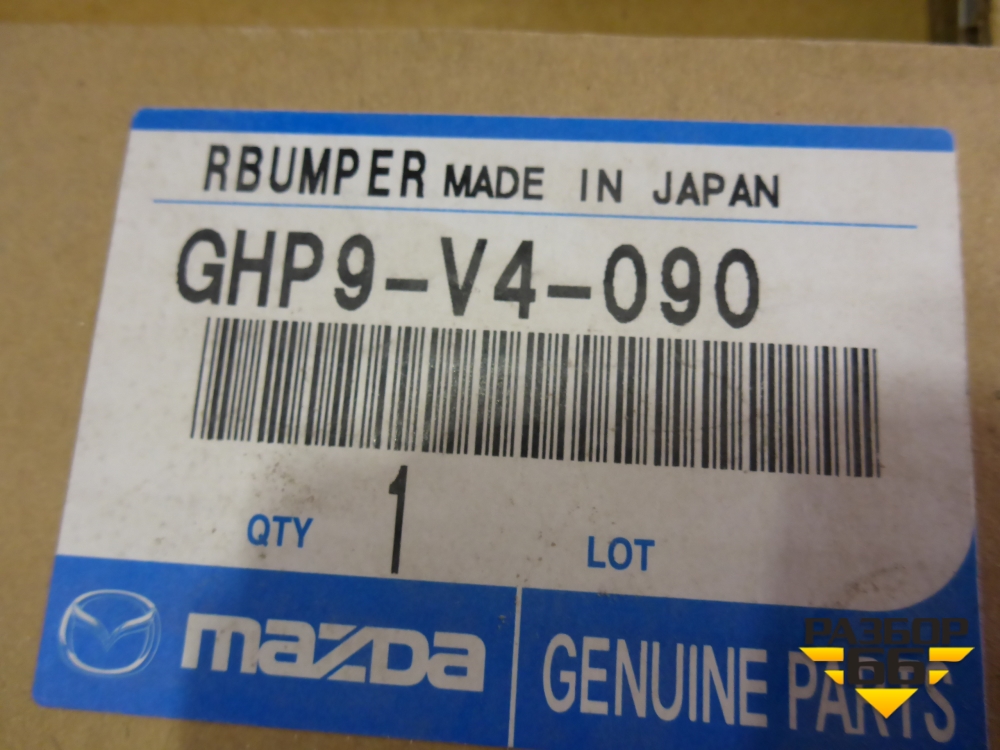 RBUMPER MADE IN JAPAN
GHP9-V4-090
QTY 1 LOT
mazda GENUINE PARTS
РАЗБОР
66